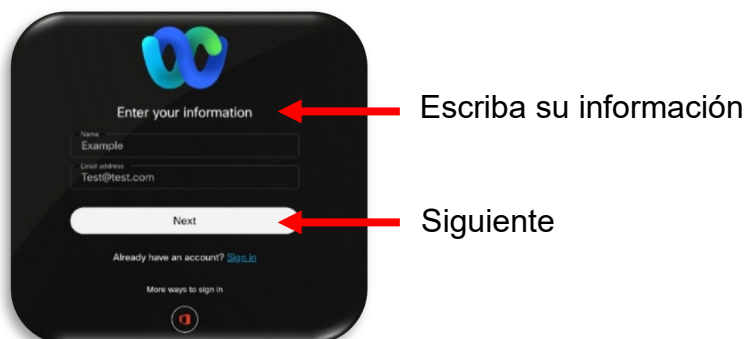 Enter your information
Escriba su información
Name
Example
Email address
Test@test.com
Next
Siguiente
Already have an account? Sign in
More ways to sign in